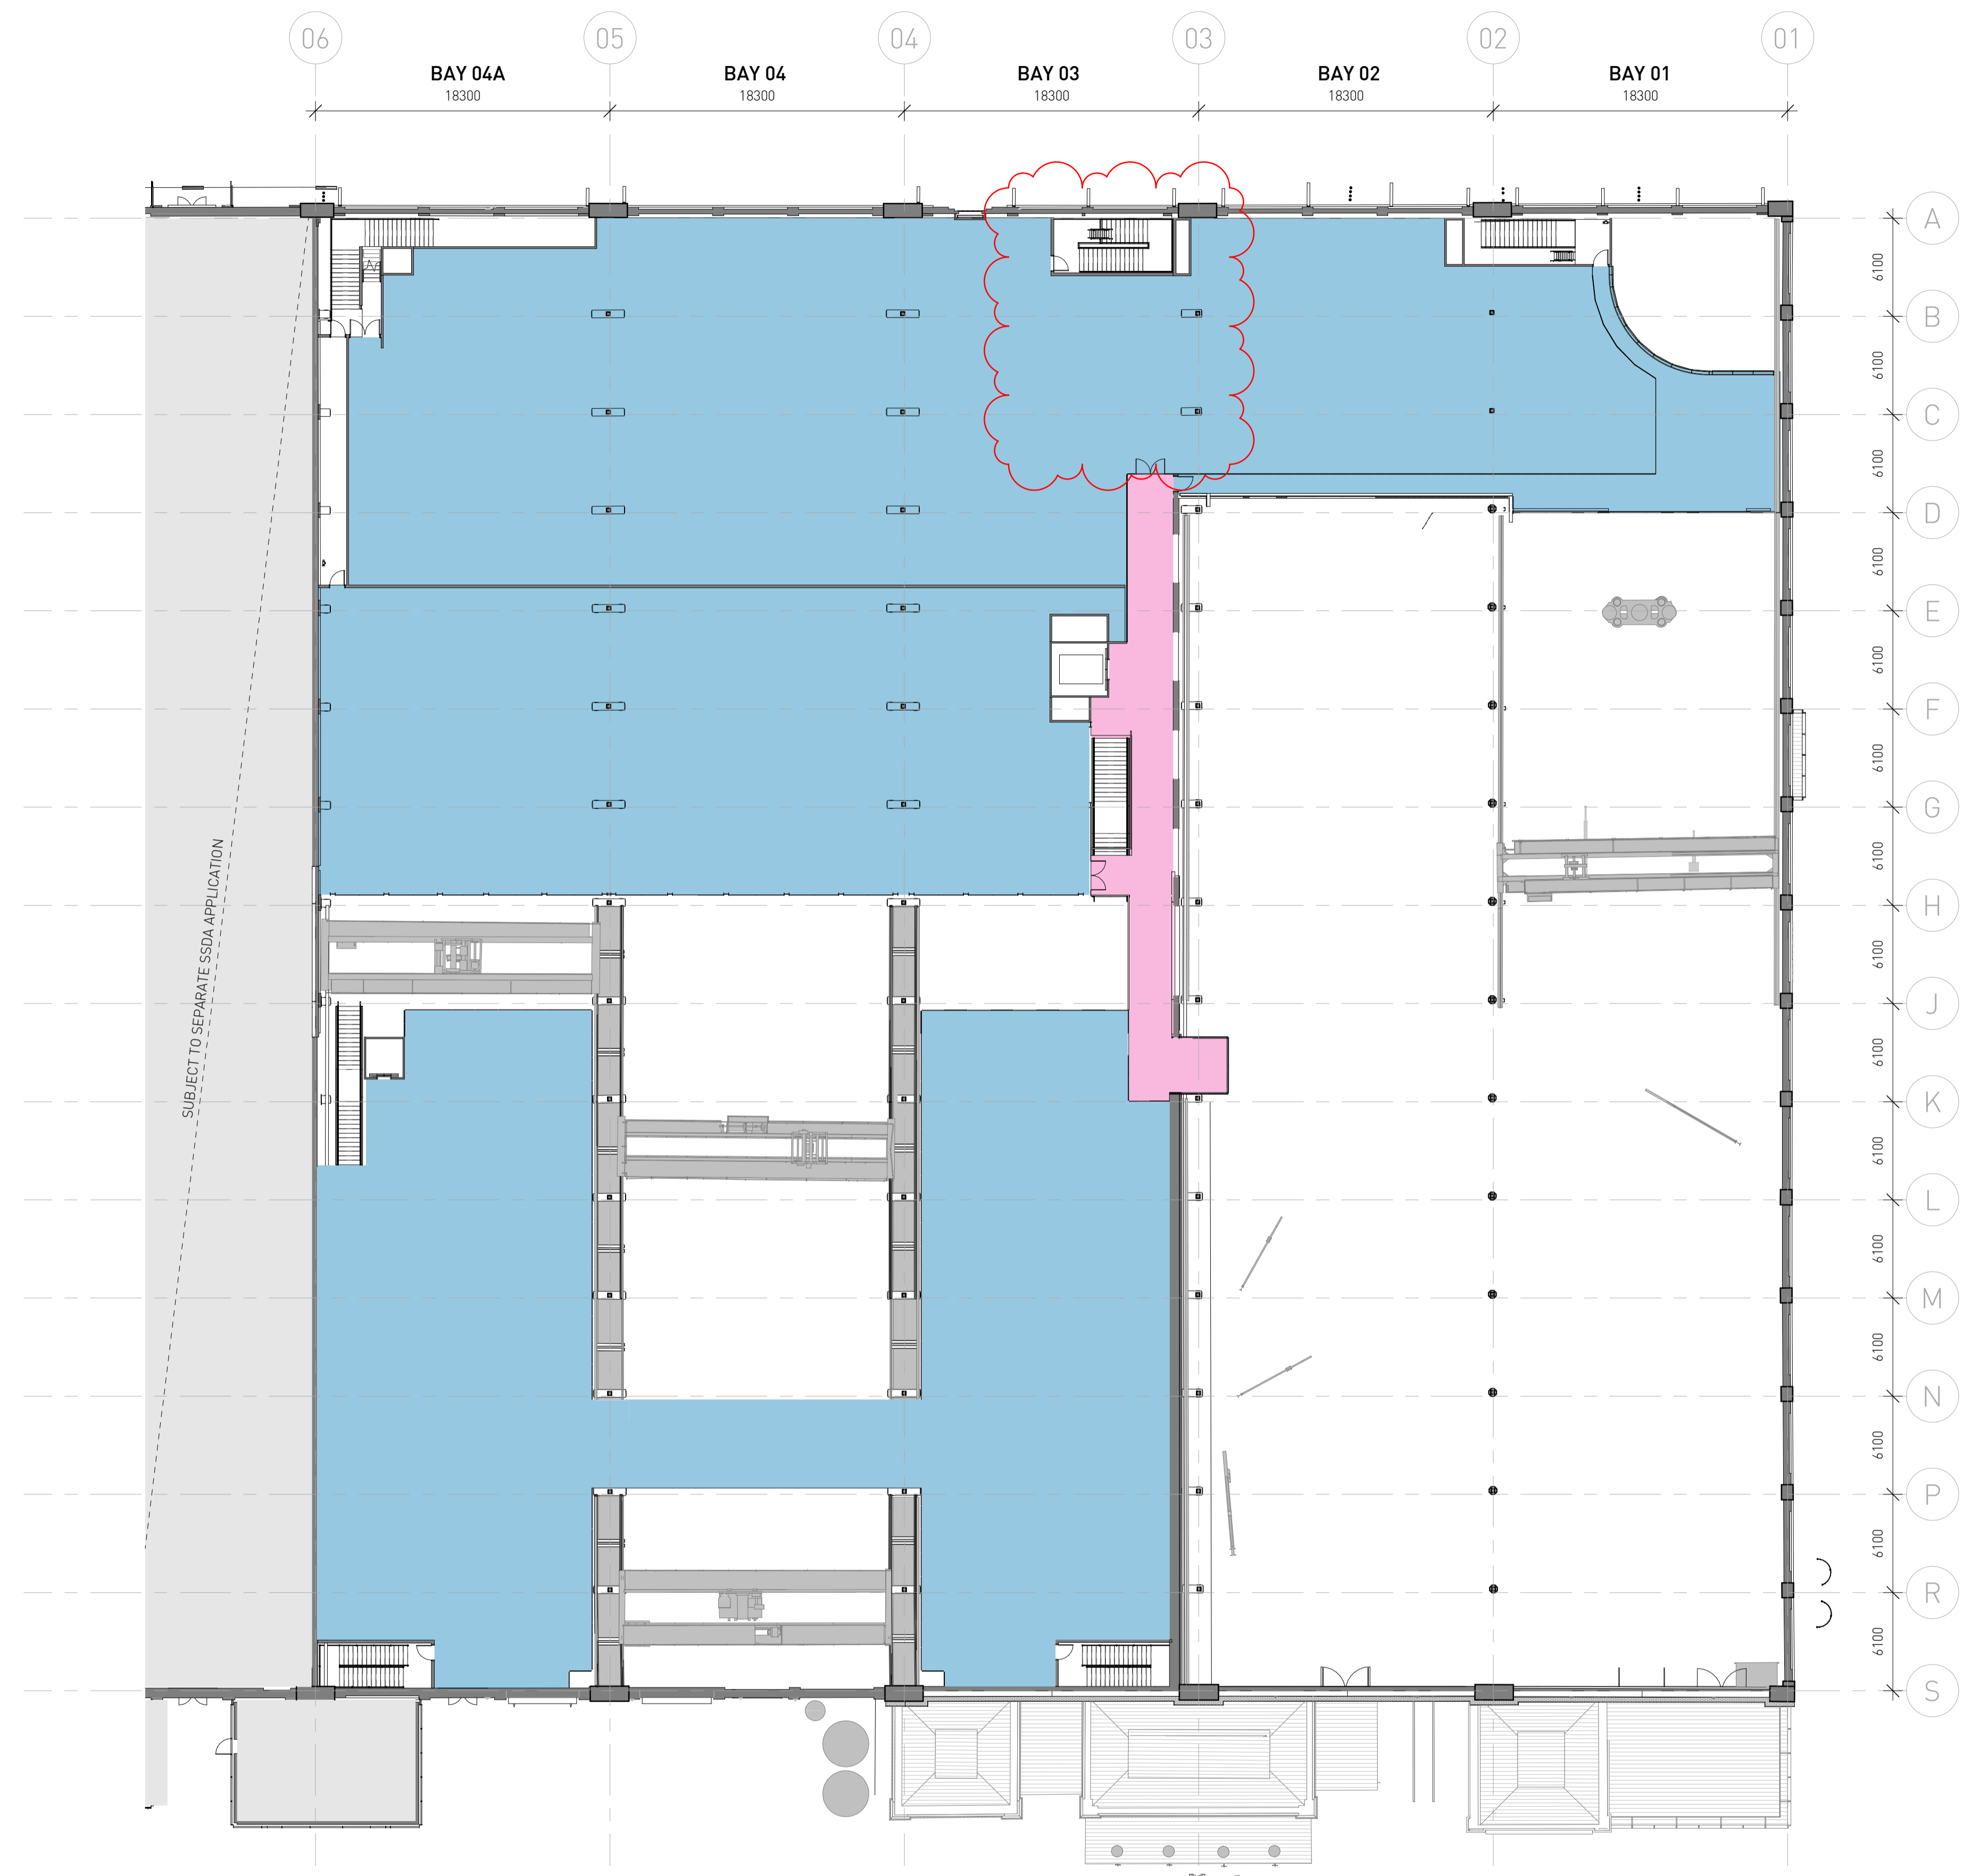 06 05 04 03 02 01
BAY 04A BAY 04 BAY 03 BAY 02 BAY 01
18300 18300 18300 18300 18300
A
6100
B
6100
C
6100
D
6100
E
6100
F
6100
G
6100
H
6100
J
6100
K
6100
L
6100
M
6100
N
6100
P
6100
R
6100
S
SUBJECT TO SEPARATE SSDA APPLICATION